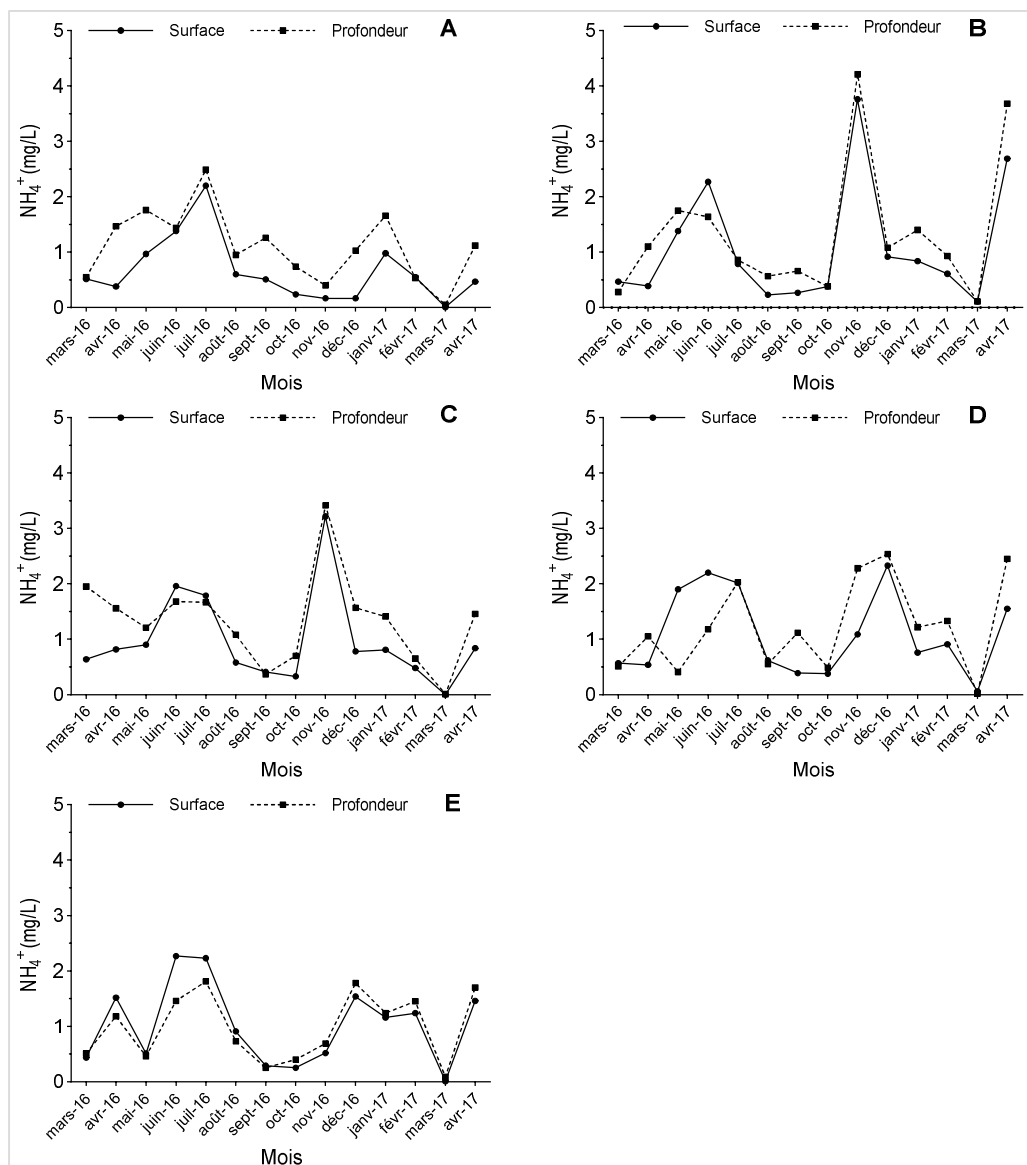 Surface Profondeur A
5
4
3
2
1
0
NH4+ (mg/L)
mars-16 avr-16 mai-16 juin-16 juil-16 août-16 sept-16 oct-16 nov-16 déc-16 janv-17 févr-17 mars-17 avr-17
Mois
Surface Profondeur B
5
4
3
2
1
0
NH4+ (mg/L)
mars-16 avr-16 mai-16 juin-16 juil-16 août-16 sept-16 oct-16 nov-16 déc-16 janv-17 févr-17 mars-17 avr-17
Mois
Surface Profondeur C
5
4
3
2
1
0
NH4+ (mg/L)
mars-16 avr-16 mai-16 juin-16 juil-16 août-16 sept-16 oct-16 nov-16 déc-16 janv-17 févr-17 mars-17 avr-17
Mois
Surface Profondeur D
5
4
3
2
1
0
NH4+ (mg/L)
mars-16 avr-16 mai-16 juin-16 juil-16 août-16 sept-16 oct-16 nov-16 déc-16 janv-17 févr-17 mars-17 avr-17
Mois
Surface Profondeur E
5
4
3
2
1
0
NH4+ (mg/L)
mars-16 avr-16 mai-16 juin-16 juil-16 août-16 sept-16 oct-16 nov-16 déc-16 janv-17 févr-17 mars-17 avr-17
Mois